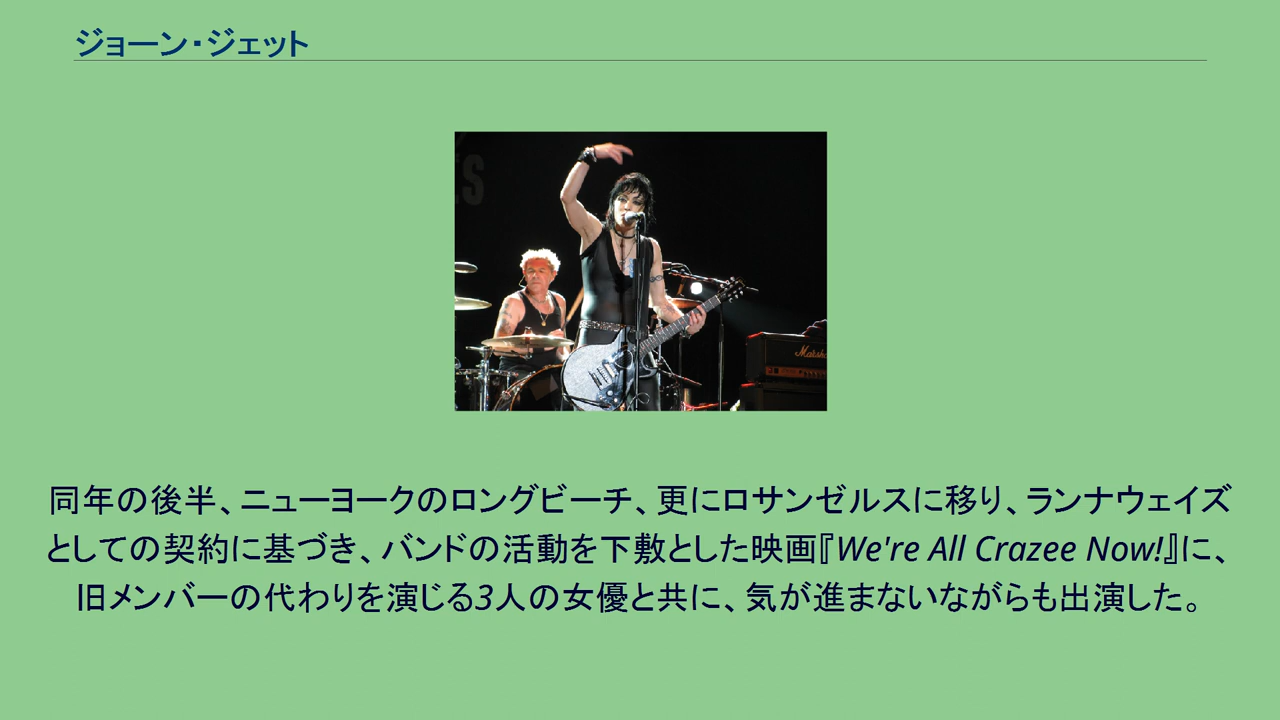 ジョーン・ジェット
ES
Marsh
同年の後半、ニューヨークのロングビーチ、更にロサンゼルスに移り、ランナウェイズ
としての契約に基づき、バンドの活動を下敷とした映画『We're All Crazee Now!』に、
旧メンバーの代わりを演じる3人の女優と共に、気が進まないながらも出演した。